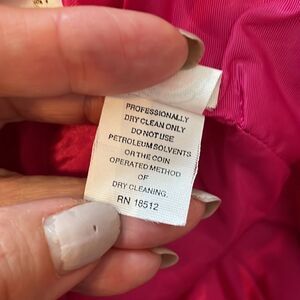 PROFESSIONALLY
DRY CLEAN ONLY
DO NOT USE
PETROLEUM SOLVENTS
OR THE COIN
OPERATED METHOD
OF
DRY CLEANING.
RN 18512